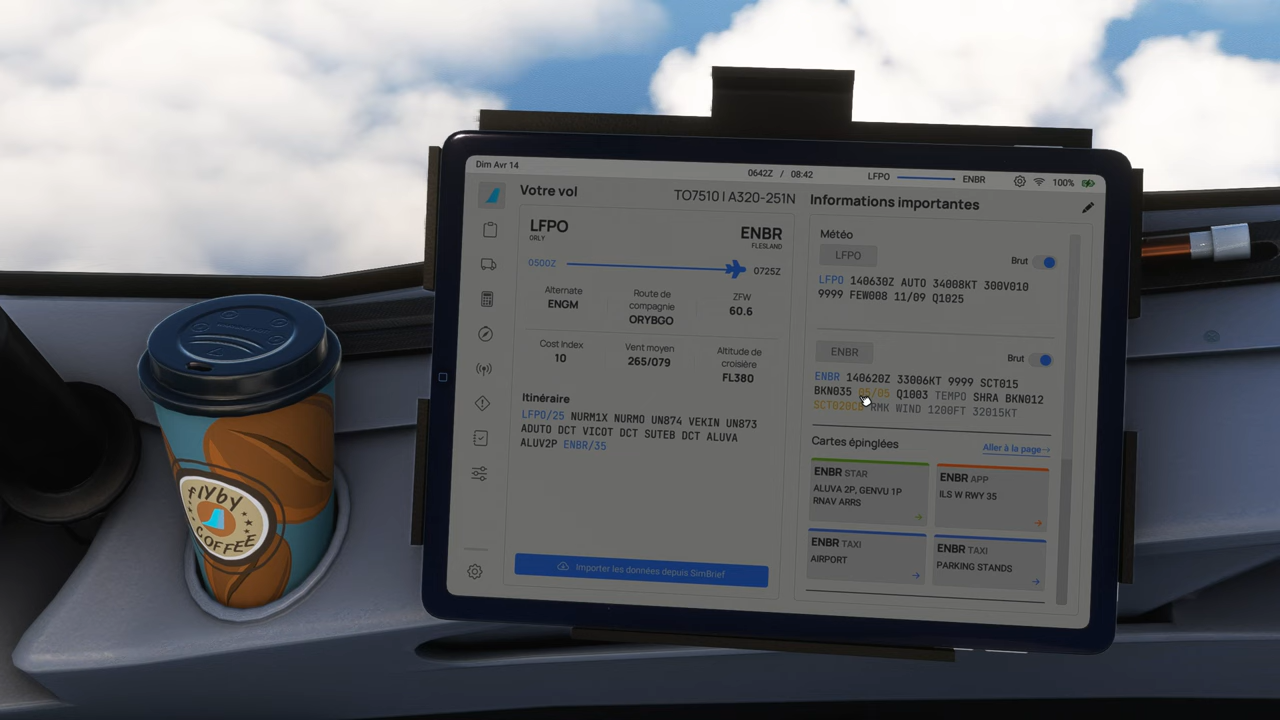 Dim Avr 14
0642Z / 08:42
LFPO ENBR
100%
Votre vol
TO7510 | A320-251N
LFPO
ORLY
ENBR
FLESLAND
0500Z
0725Z
Alternate
ENGM
Route de
compagnie
ORYBGO
ZFW
60.6
Cost Index
10
Vent moyen
265/079
Altitude de
croisière
FL380
Itinéraire
LFPO/25 NURM1X NURMO UN874 VEKIN UN873
ADUTO DCT VICOT DCT SUTEB DCT ALUVA
ALUV2P ENBR/35
Importer les données depuis SimBrief
Informations importantes
Météo
LFPO
Brut
LFPO 140630Z AUTO 34008KT 300V010
9999 FEW008 11/09 Q1025
ENBR
Brut
ENBR 140620Z 33006KT 9999 SCT015
BKN035 05/05 Q1003 TEMPO SHRA BKN012
SCT020CB RMK WIND 1200FT 32015KT
Cartes épinglées
Aller à la page→
ENBR STAR
ALUVA 2P, GENVU 1P
RNAV ARRS
→
ENBR APP
ILS W RWY 35
→
ENBR TAXI
AIRPORT
→
ENBR TAXI
PARKING STANDS
→
flyby
COFFEE